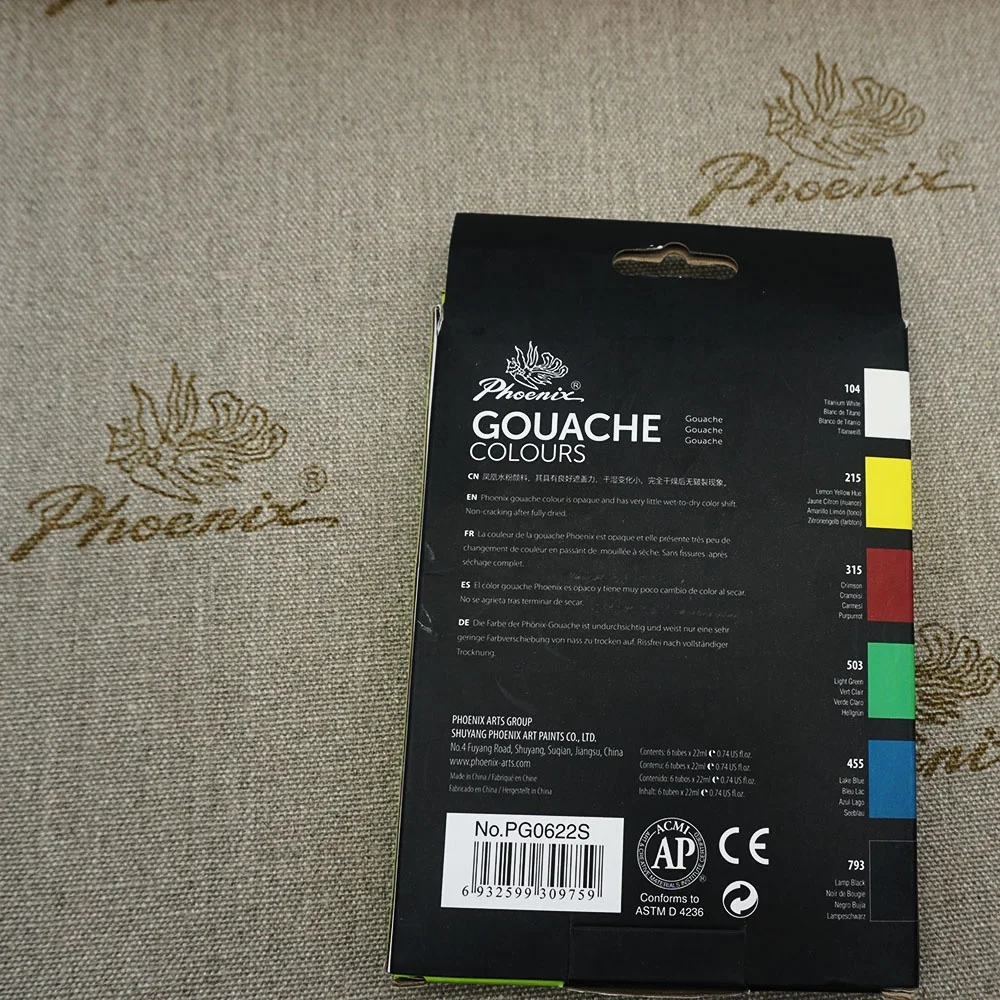 Phoenix
Phoenix ®
Phoenix ®
GOUACHE
COLOURS
Gouache
Gouache
Gouache
CN 凤凰水粉颜料，其具有良好遮盖力，干湿变化小，完全干燥后无皲裂现象。
EN Phoenix gouache colour is opaque and has very little wet-to-dry color shift.
Non-cracking after fully dried.
FR La couleur de la gouache Phoenix est opaque et elle présente très peu de
changement de couleur en passant de mouillée à sèche. Sans fissures après
séchage complet.
ES El color gouache Phoenix es opaco y tiene muy poco cambio de color al secar.
No se agrieta tras terminar de secar.
DE Die Farbe der Phönix-Gouache ist undurchsichtig und weist nur eine sehr
geringe Farbverschiebung von nass zu trocken auf. Rissfrei nach vollständiger
Trocknung.
104
Titanium White
Blanc de Titane
Blanco de Titanio
Titanweiß
215
Lemon Yellow Hue
Jaune Citron (nuance)
Amarillo Limón (tono)
Zitronengelb (farbton)
315
Crimson
Cramoisi
Carmesí
Purpurrot
503
Light Green
Vert Clair
Verde Claro
Hellgrün
455
Lake Blue
Bleu Lac
Azul Lago
Seeblau
793
Lamp Black
Noir de Bougie
Negro Bujía
Lampeschwarz
PHOENIX ARTS GROUP
SHUYANG PHOENIX ART PAINTS CO., LTD.
No.4 Fuyang Road, Shuyang, Suqian, Jiangsu, China
www.phoenix-arts.com
Made in China / Fabriqué en Chine
Fabricado en China / Hergestellt in China
Contents: 6 tubes x 22ml ℮ 0.74 US fl.oz.
Contenu: 6 tubes x 22ml ℮ 0.74 US fl.oz.
Contenido: 6 tubos x 22ml ℮ 0.74 US fl.oz.
Inhalt: 6 tuben x 22ml ℮ 0.74 US fl.oz.
No.PG0622S
6 932599 309759
ACMI
AP
ART & CREATIVE MATERIALS INSTITUTE CERTIFIED
®
Conforms to
ASTM D 4236
CE